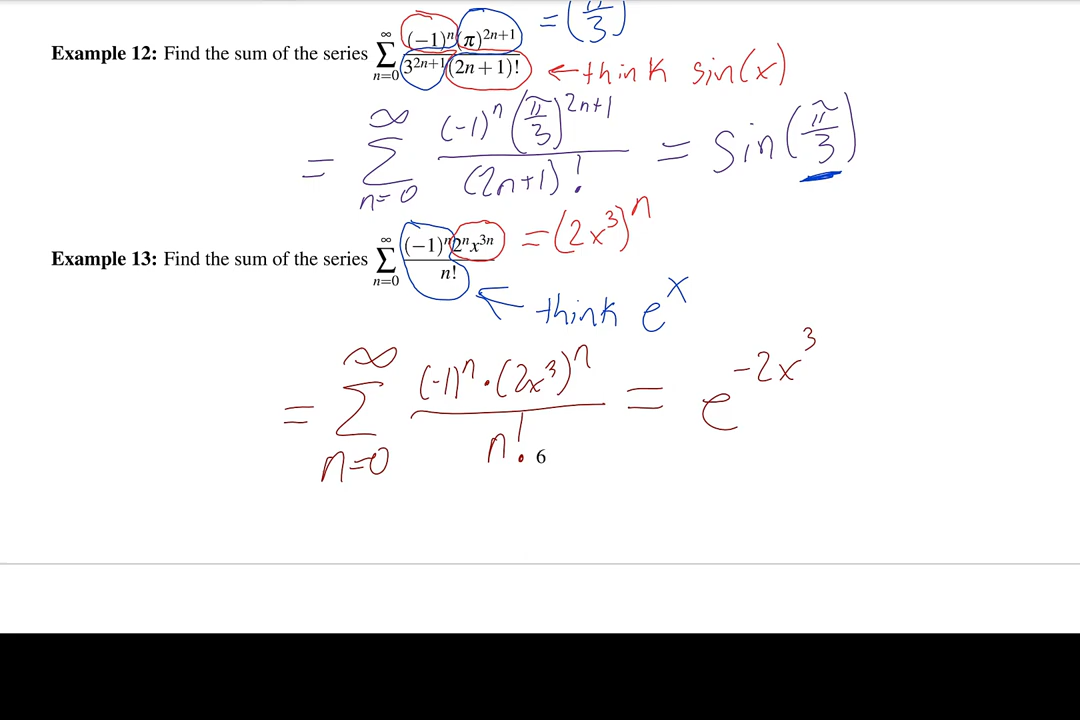 = (π/3)
Example 12: Find the sum of the series ∑_{n=0}^{∞} (−1)^n(π)^{2n+1} / 3^{2n+1}(2n+1)! ← think sin(x)
= ∑_{n=0}^{∞} (-1)^n (π/3)^{2n+1} / (2n+1)! = sin(π/3)
Example 13: Find the sum of the series ∑_{n=0}^{∞} (−1)^n 2^n x^{3n} / n! = (2x^3)^n
← think e^x
= ∑_{n=0}^{∞} (-1)^n · (2x^3)^n / n! = e^{-2x^3}
6